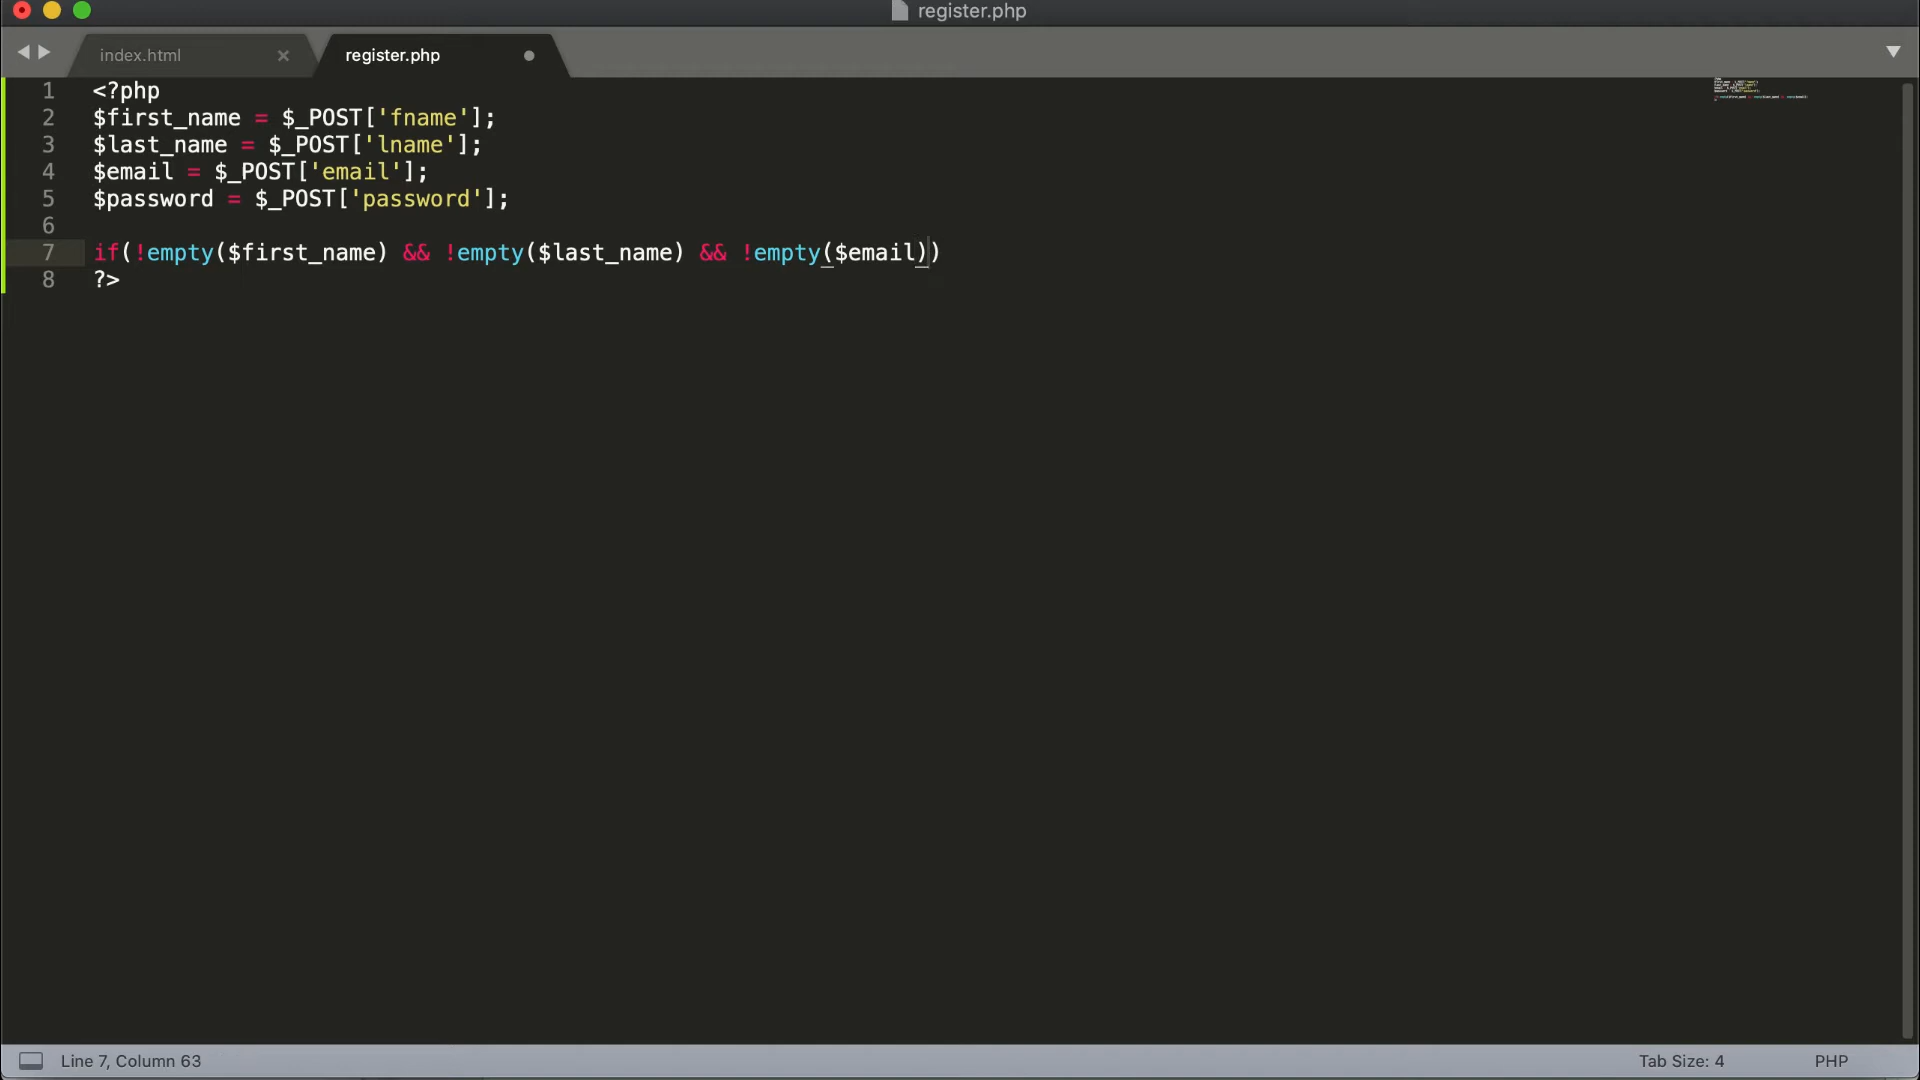 register.php
index.html
register.php
1 <?php
2 $first_name = $_POST['fname'];
3 $last_name = $_POST['lname'];
4 $email = $_POST['email'];
5 $password = $_POST['password'];
6
7 if(!empty($first_name) && !empty($last_name) && !empty($email))
8 ?>
Line 7, Column 63
Tab Size: 4
PHP